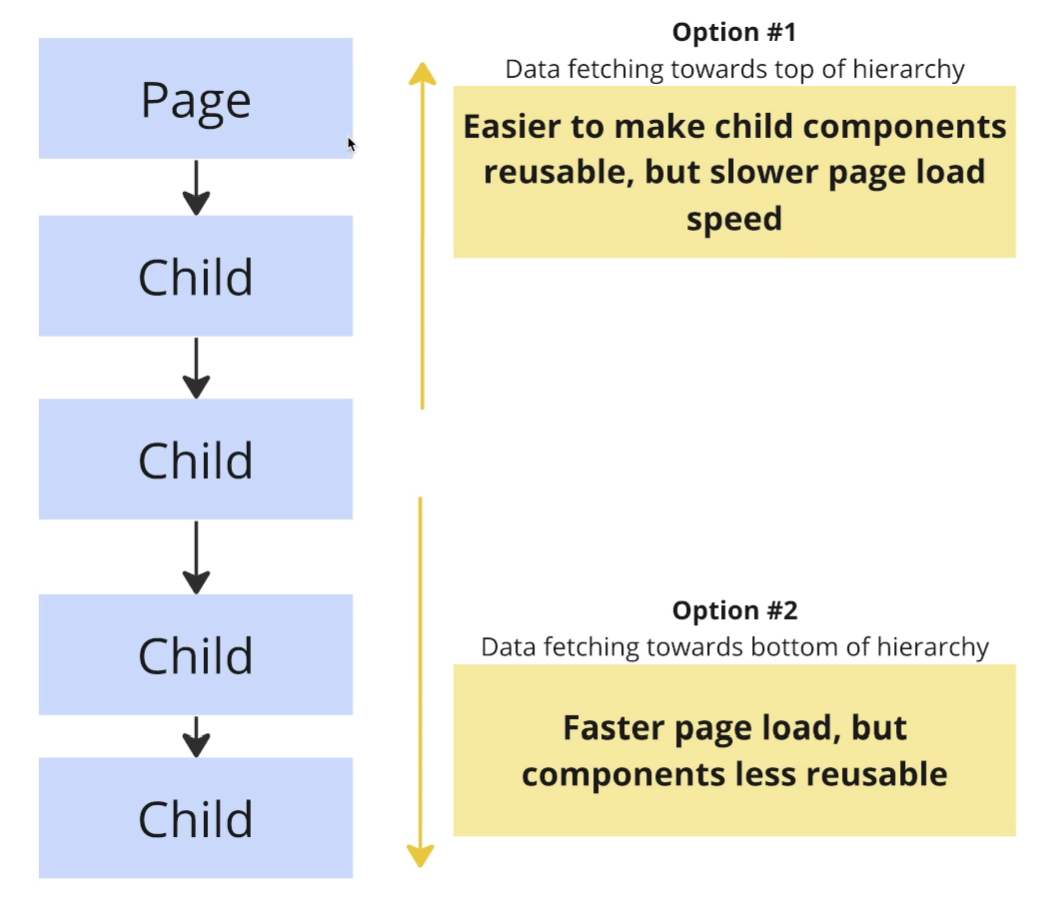 Page
Child
Child
Child
Child
Option #1
Data fetching towards top of hierarchy
Easier to make child components
reusable, but slower page load
speed
Option #2
Data fetching towards bottom of hierarchy
Faster page load, but
components less reusable